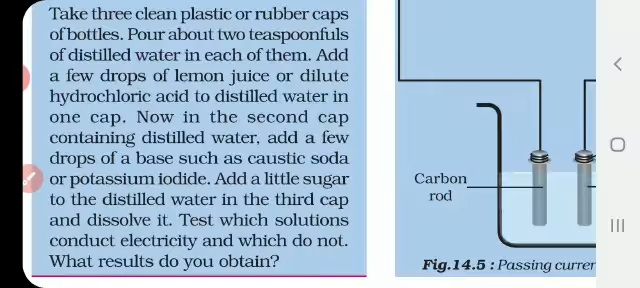 Take three clean plastic or rubber caps
of bottles. Pour about two teaspoonfuls
of distilled water in each of them. Add
a few drops of lemon juice or dilute
hydrochloric acid to distilled water in
one cap. Now in the second cap
containing distilled water, add a few
drops of a base such as caustic soda
or potassium iodide. Add a little sugar
to the distilled water in the third cap
and dissolve it. Test which solutions
conduct electricity and which do not.
What results do you obtain?
Carbon
rod
Fig.14.5 : Passing currer